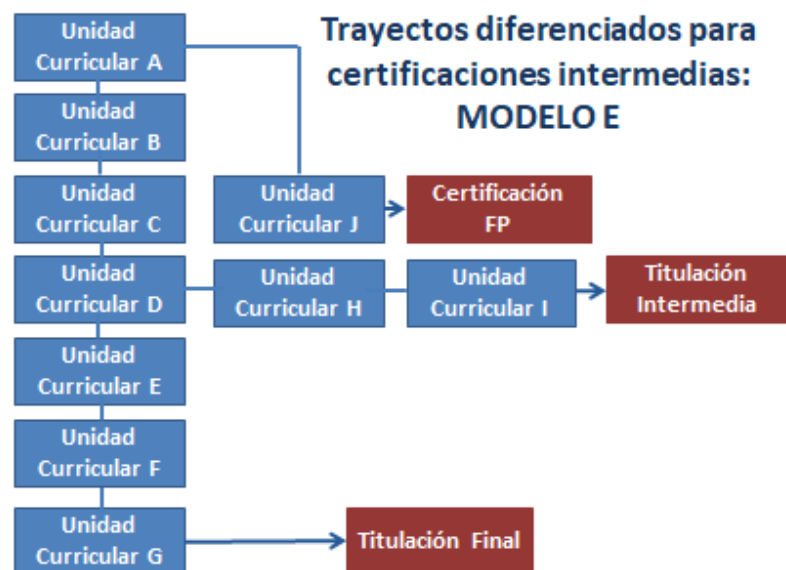 Trayectos diferenciados para
certificaciones intermedias:
MODELO E
Unidad
Curricular A
Unidad
Curricular B
Unidad
Curricular C
Unidad
Curricular J
Certificación
FP
Unidad
Curricular D
Unidad
Curricular H
Unidad
Curricular I
Titulación
Intermedia
Unidad
Curricular E
Unidad
Curricular F
Unidad
Curricular G
Titulación Final